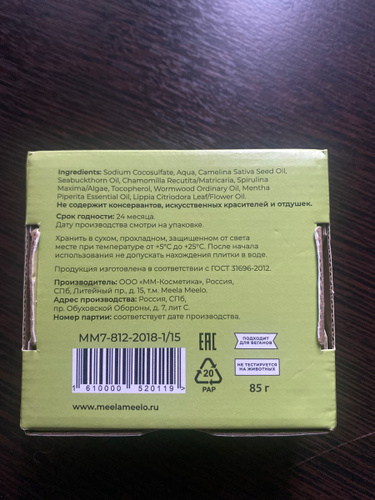 Ingredients: Sodium Cocosulfate, Aqua, Camelina Sativa Seed Oil,
Seabuckthorn Oil, Chamomilla Recutita/Matricaria, Spirulina
Maxima/Algae, Tocopherol, Wormwood Ordinary Oil, Mentha
Piperita Essential Oil, Lippia Citriodora Leaf/Flower Oil.
Не содержит консервантов, искусственных красителей и отдушек.
Срок годности: 24 месяца.
Дату производства смотри на упаковке.
Хранить в сухом, прохладном, защищенном от света
месте при температуре от +5°С до +25°С. После начала
использования не допускать нахождения плитки в воде.
Продукция изготовлена в соответствии с ГОСТ 31696-2012.
Производитель: ООО «ММ-Косметика», Россия,
СПб, Литейный пр., д. 15, т.м. Meela Meelo.
Адрес производства: Россия, СПб,
пр. Обуховской Обороны, д. 7, лит С.
Номер партии: соответствует дате производства.
ММ7-812-2018-1/15
EAC
ПОДХОДИТ
ДЛЯ ВЕГАНОВ
НЕ ТЕСТИРУЕТСЯ
НА ЖИВОТНЫХ
20
PAP
85 г
1 610000 520119 >
www.meelameelo.ru